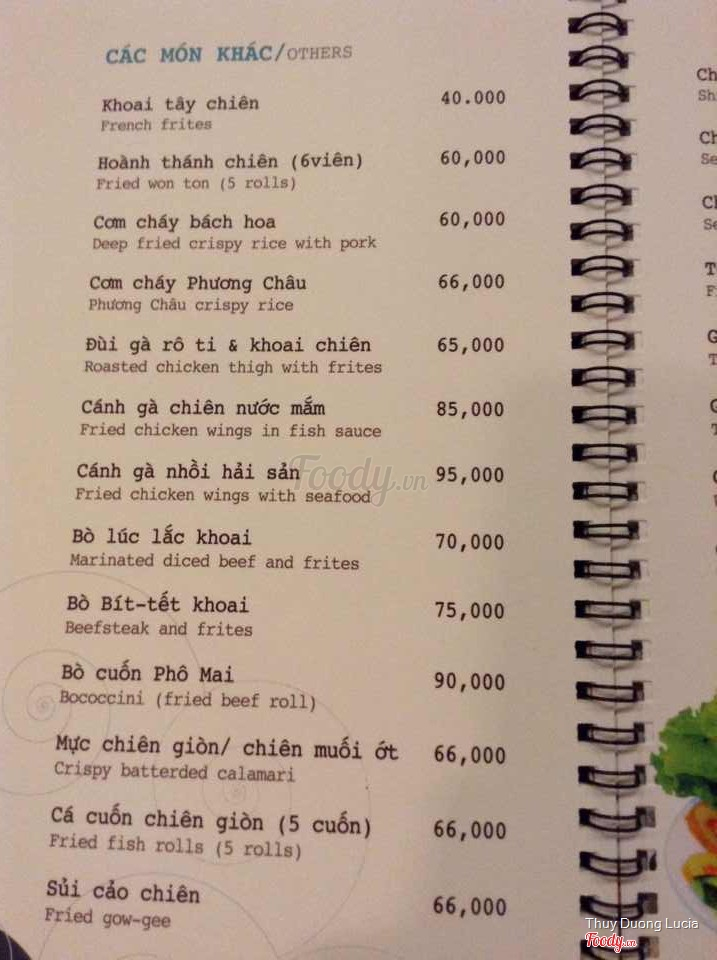 CÁC MÓN KHÁC/OTHERS
Khoai tây chiên 40.000
French frites
Hoành thánh chiên (6viên) 60,000
Fried won ton (5 rolls)
Cơm cháy bách hoa 60,000
Deep fried crispy rice with pork
Cơm cháy Phương Châu 66,000
Phương Châu crispy rice
Đùi gà rô ti & khoai chiên 65,000
Roasted chicken thigh with frites
Cánh gà chiên nước mắm 85,000
Fried chicken wings in fish sauce
Cánh gà nhồi hải sản 95,000
Fried chicken wings with seafood
Foody.vn
Bò lúc lắc khoai 70,000
Marinated diced beef and frites
Bò Bít-tết khoai 75,000
Beefsteak and frites
Bò cuốn Phô Mai 90,000
Bococcini (fried beef roll)
Mực chiên giòn/ chiên muối ớt 66,000
Crispy batterded calamari
Cá cuốn chiên giòn (5 cuốn) 66,000
Fried fish rolls (5 rolls)
Sủi cảo chiên 66,000
Fried gow-gee
Thuy Duong Lucia
Foody.vn